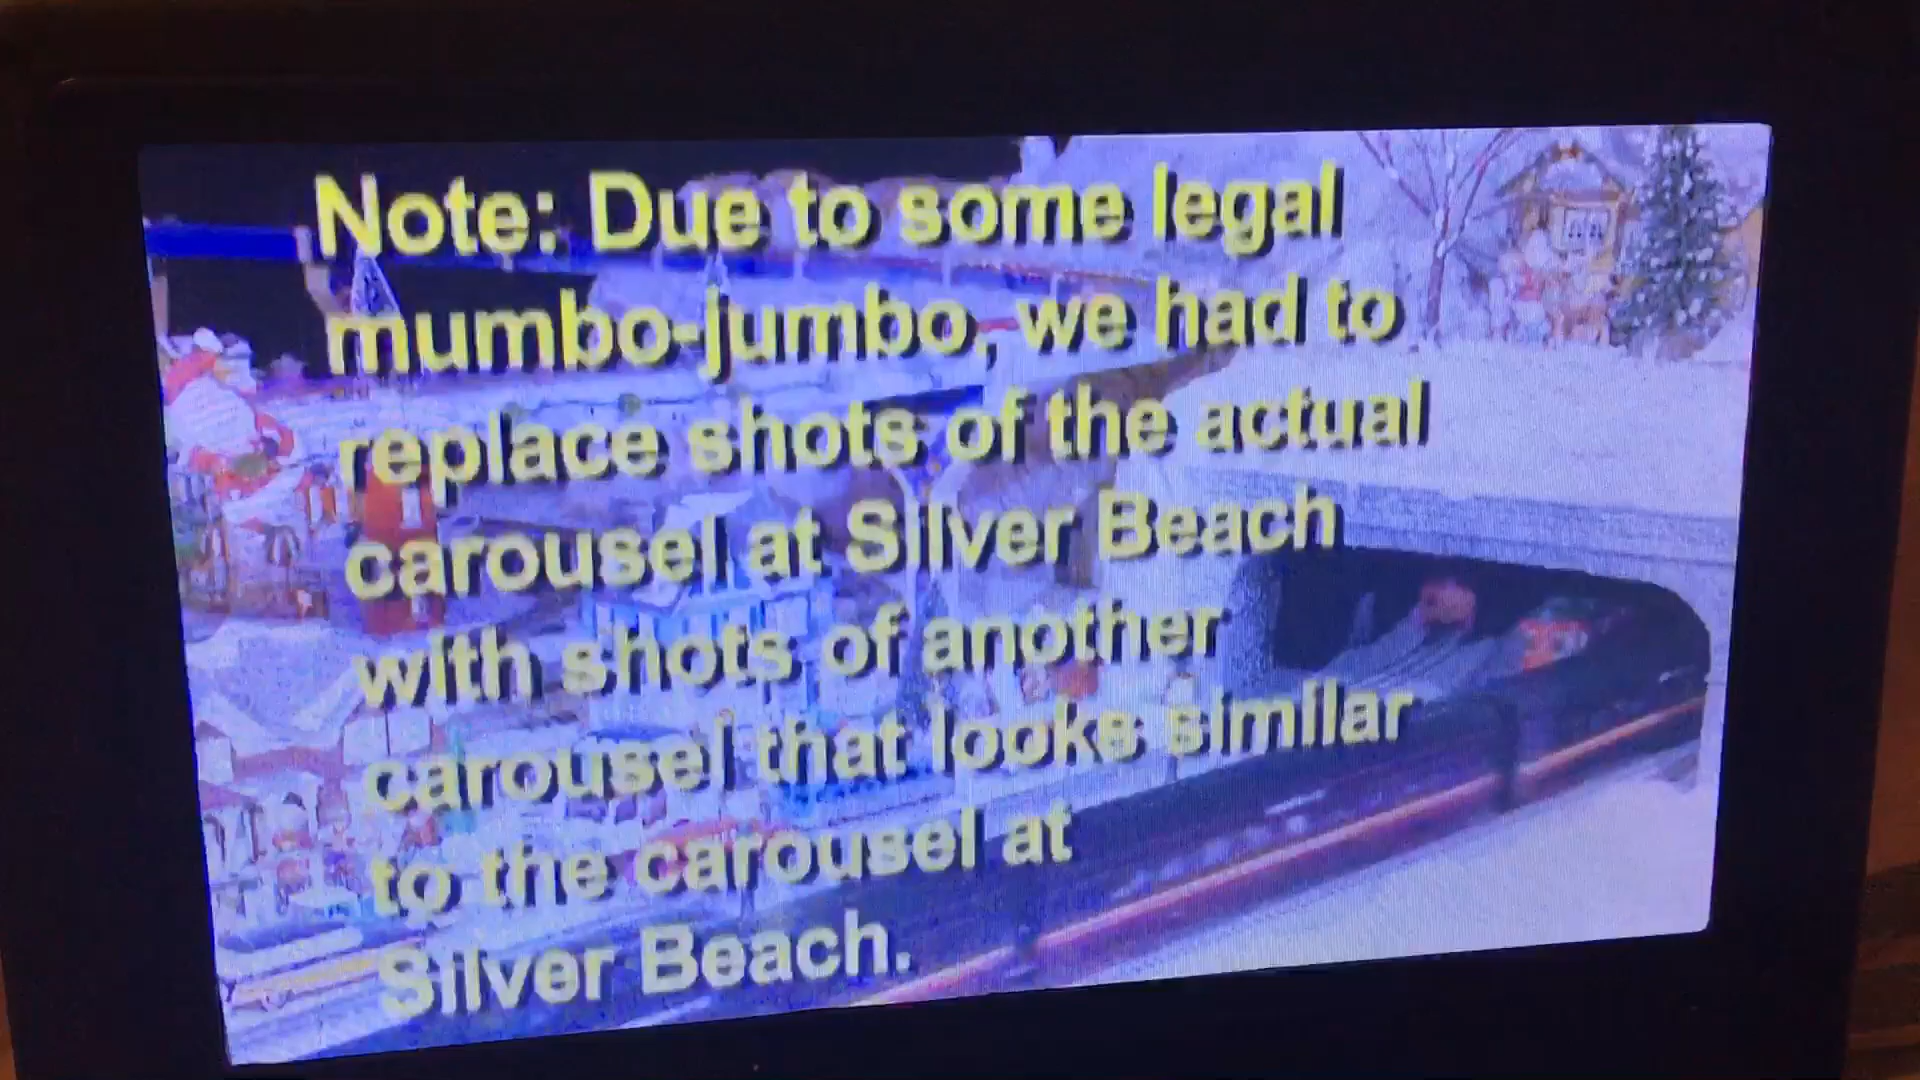 Note: Due to some legal
mumbo-jumbo, we had to
replace shots of the actual
carousel at Silver Beach
with shots of another
carousel that looks similar
to the carousel at
Silver Beach.